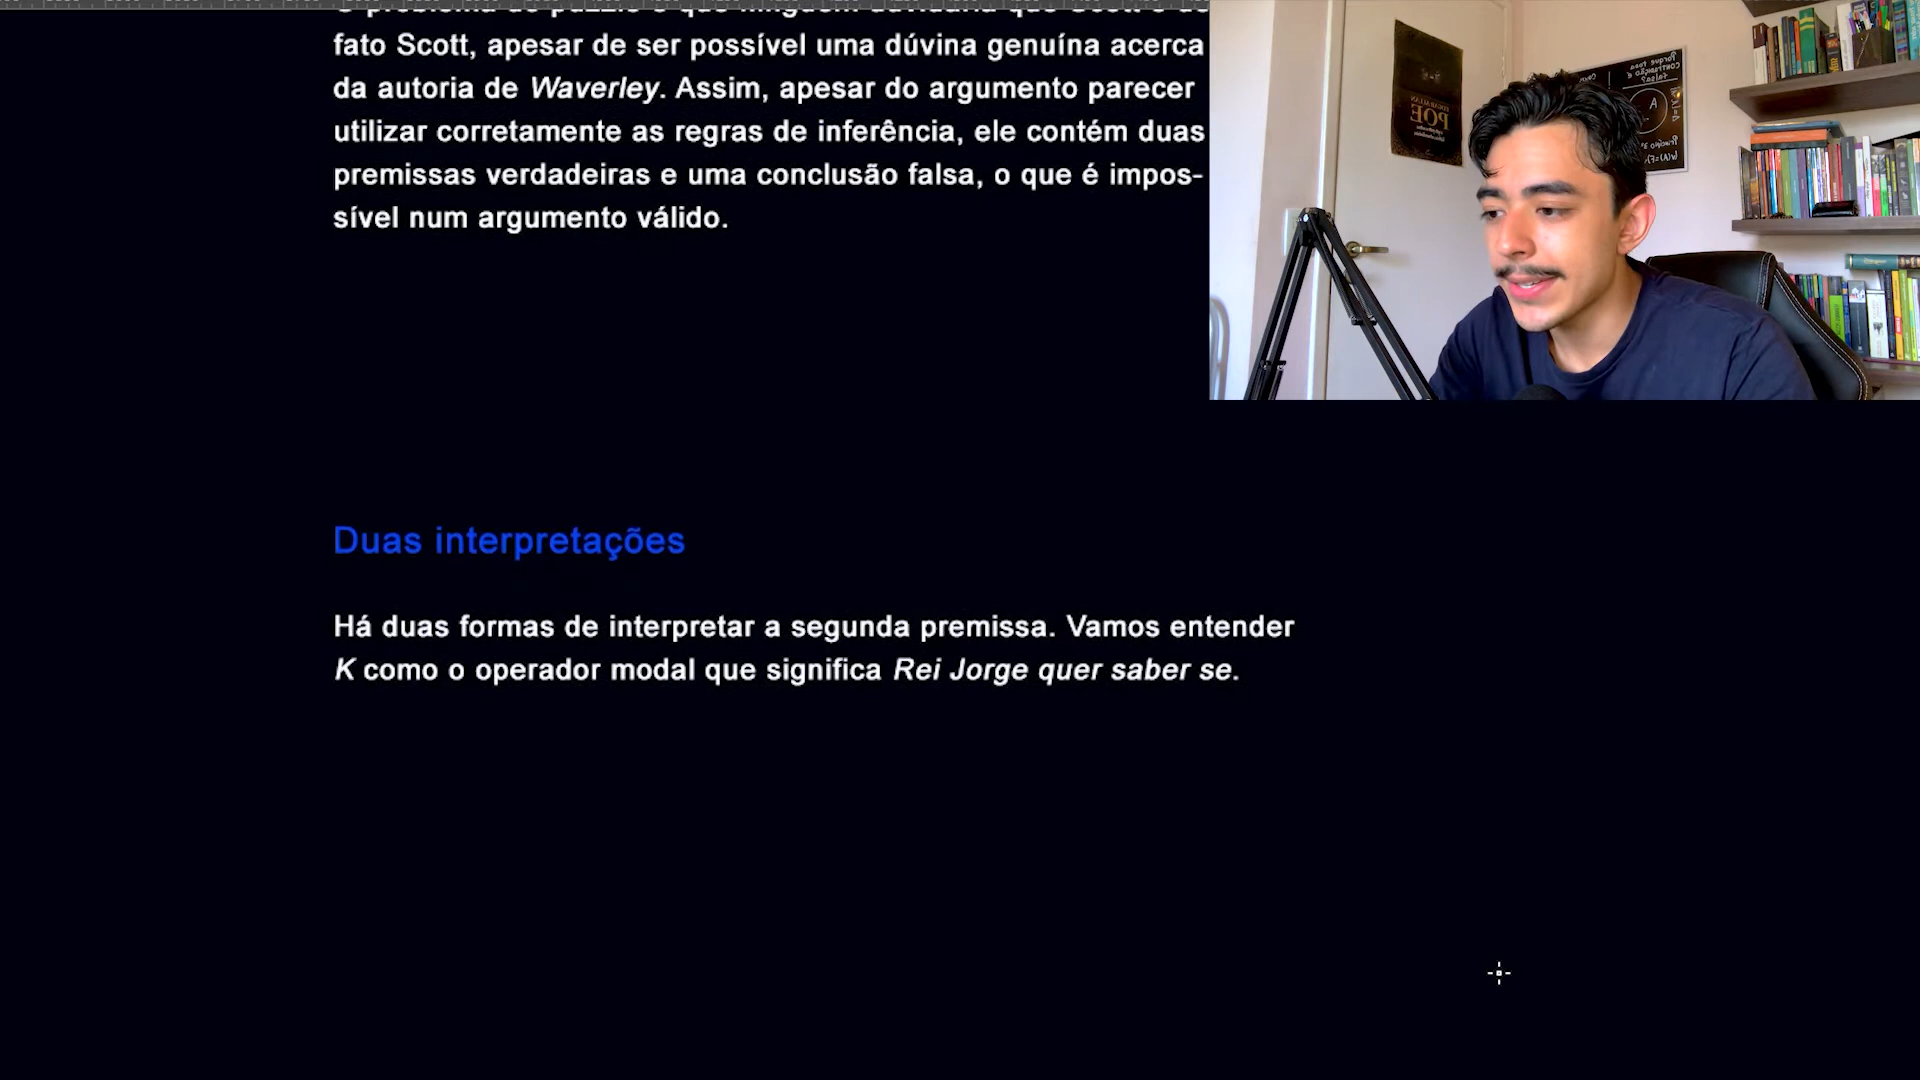 fato Scott, apesar de ser possível uma dúvina genuína acerca
da autoria de Waverley. Assim, apesar do argumento parecer
utilizar corretamente as regras de inferência, ele contém duas
premissas verdadeiras e uma conclusão falsa, o que é impos-
sível num argumento válido.
Duas interpretações
Há duas formas de interpretar a segunda premissa. Vamos entender
K como o operador modal que significa Rei Jorge quer saber se.
POE